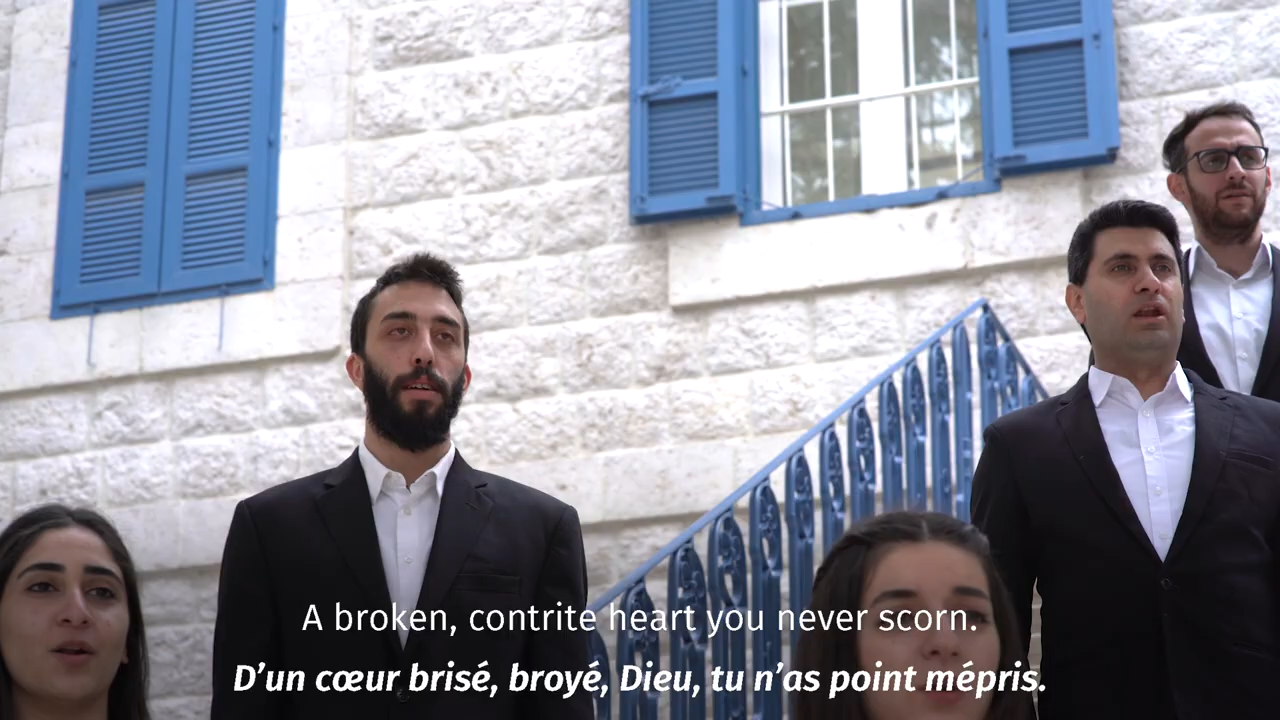 A broken, contrite heart you never scorn.
D’un cœur brisé, broyé, Dieu, tu n’as point mépris.